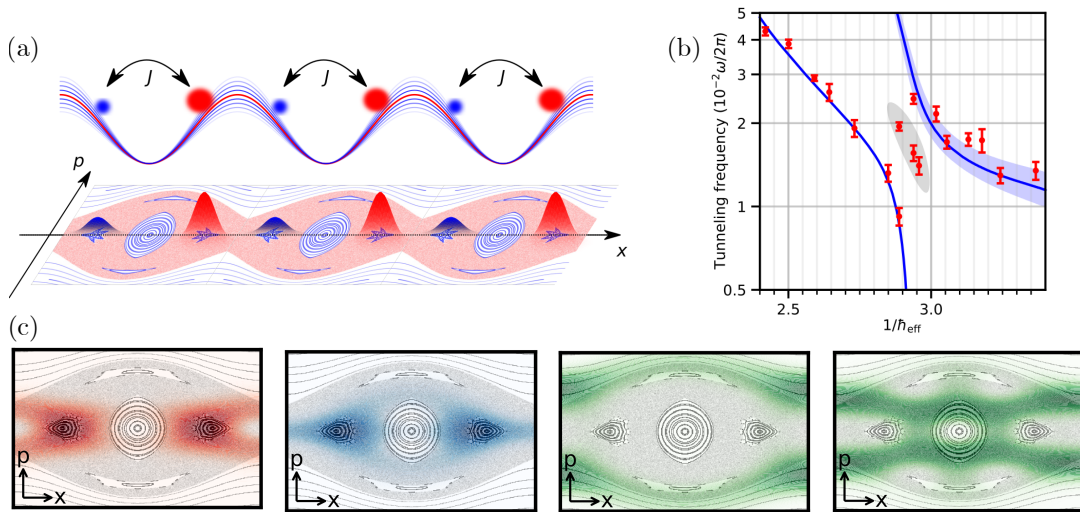 (a)
J J J
p
x
(b)
Tunneling frequency (10⁻²ω/2π)
5
4
3
2
1
0.5
2.5 3.0
1/ℏeff
(c)
p
x
p
x
p
x
p
x